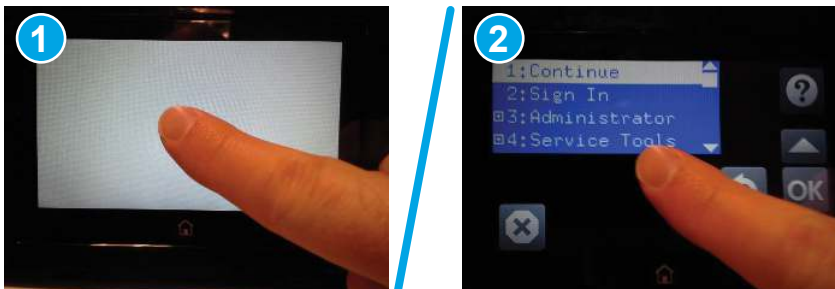 1
2
1:Continue
2:Sign In
3:Administrator
4:Service Tools
?
OK